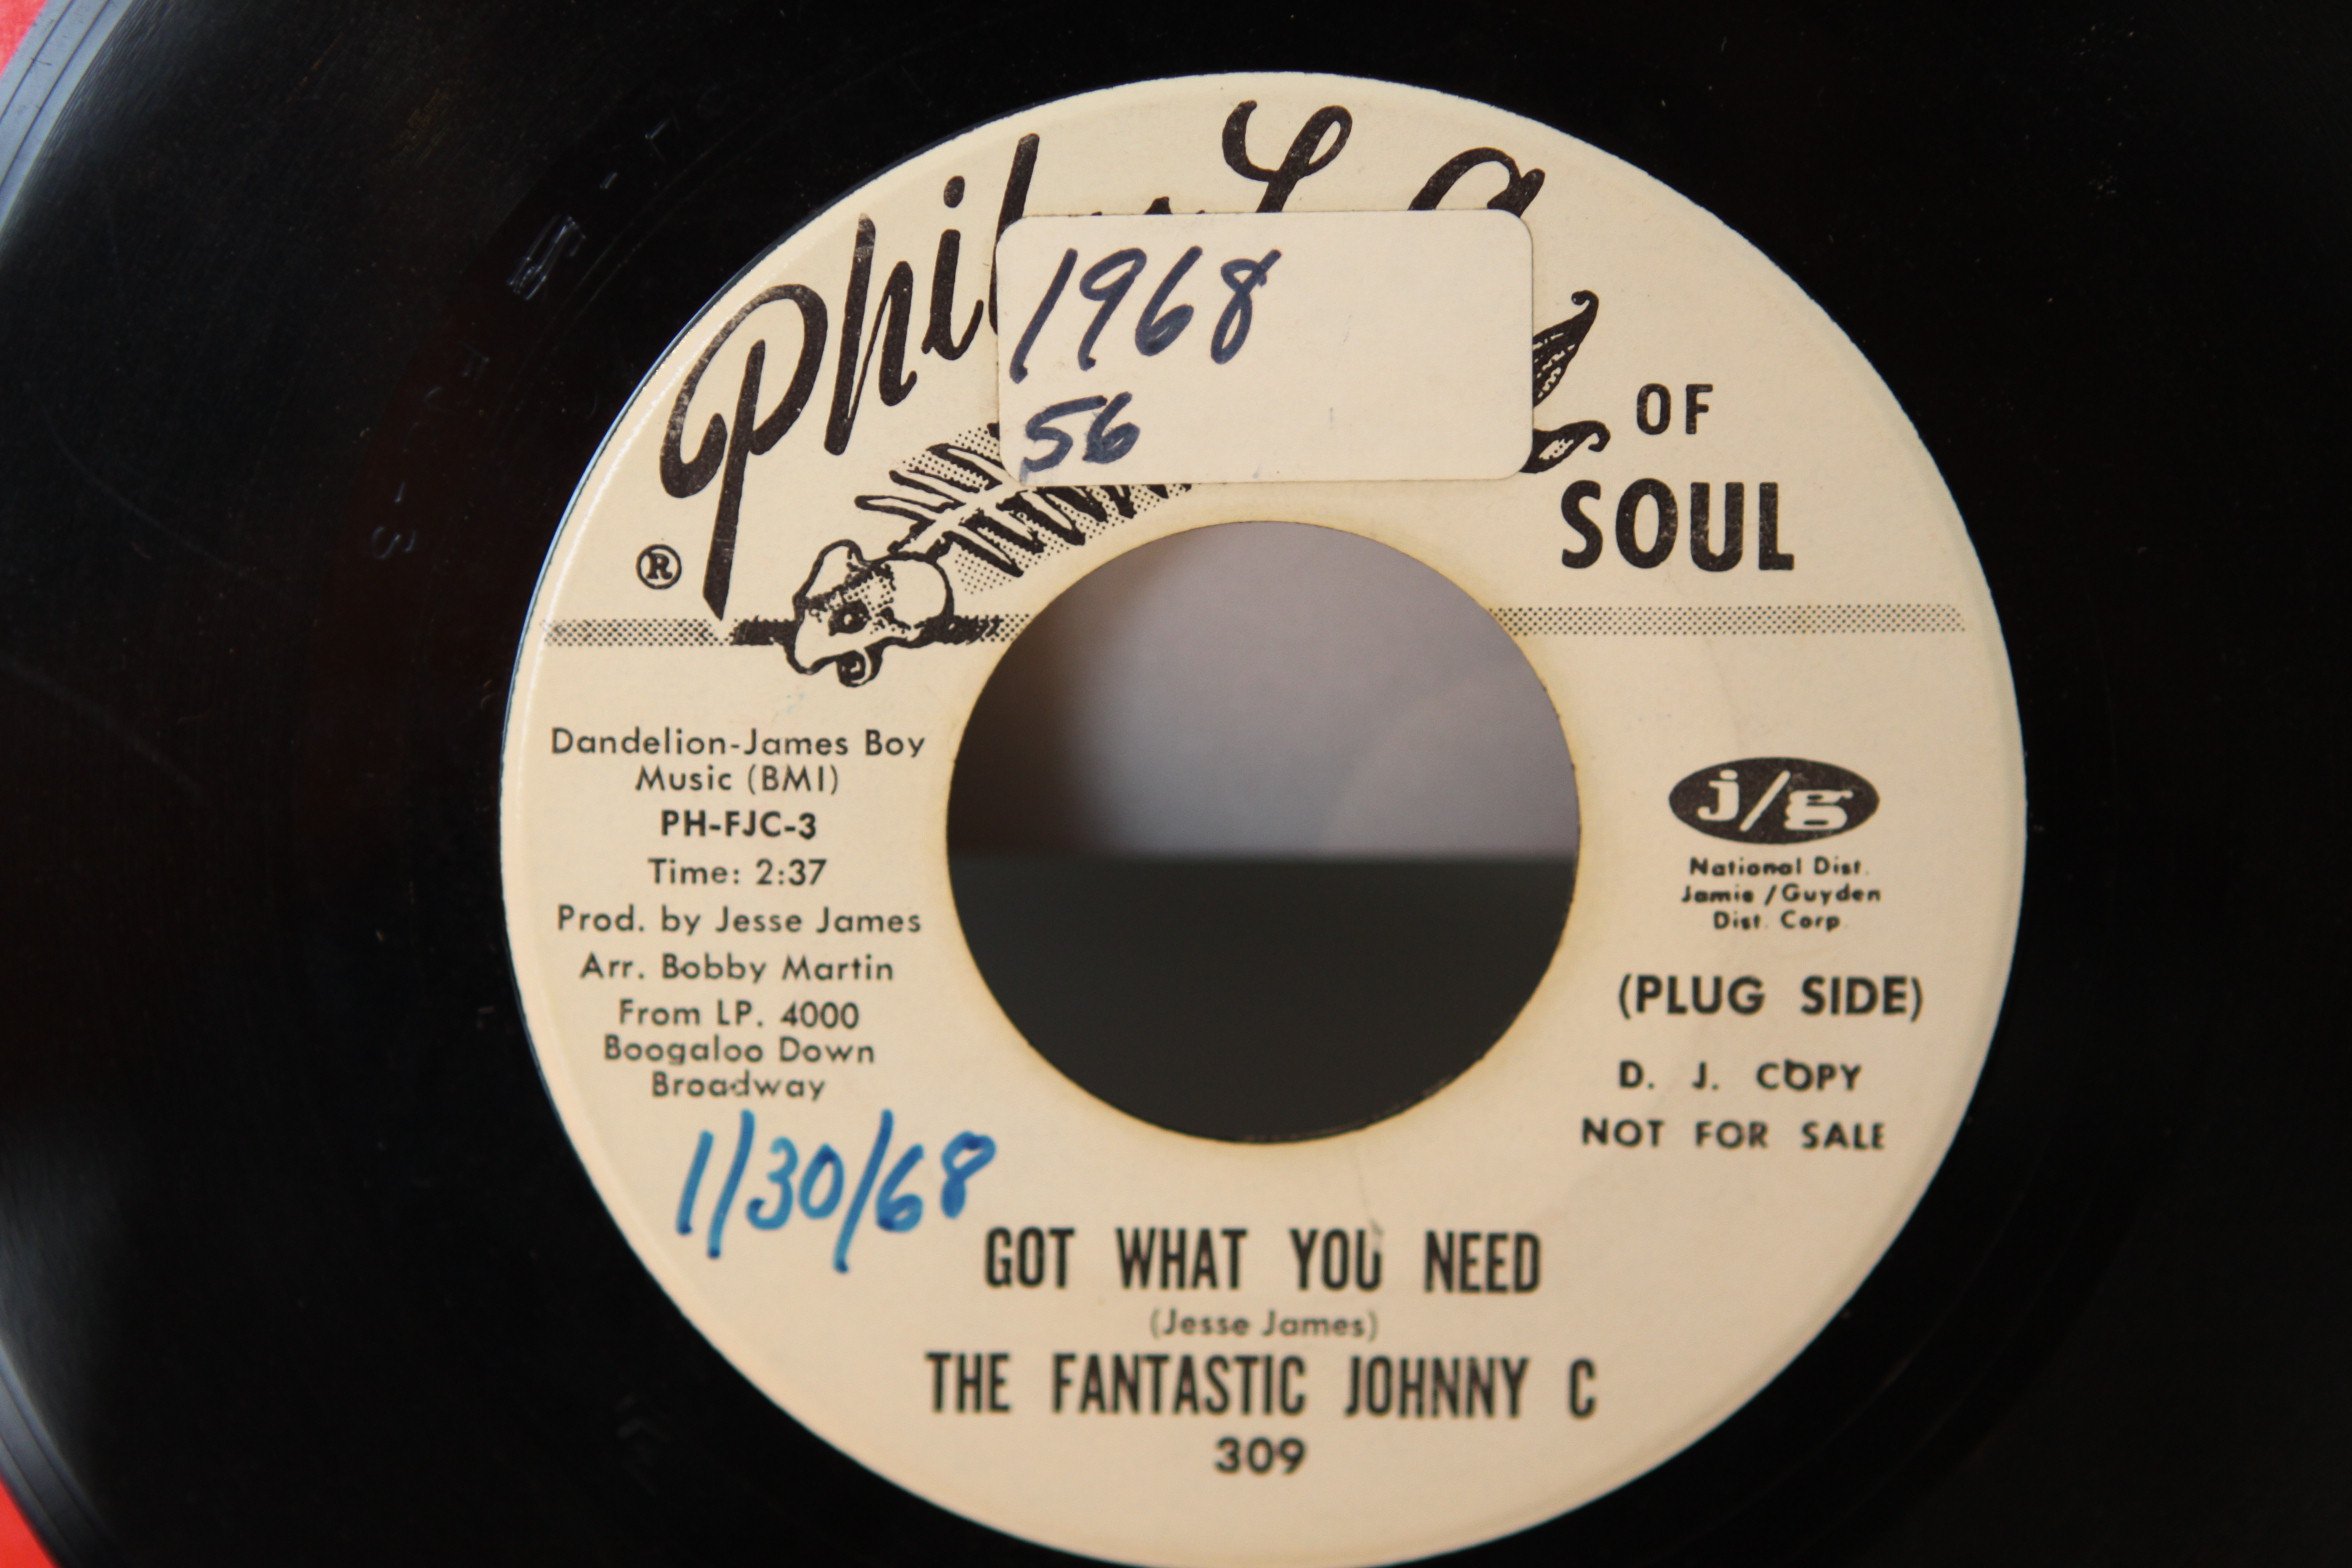 1968
56
OF
SOUL
®
Dandelion-James Boy
Music (BMI)
PH-FJC-3
Time: 2:37
Prod. by Jesse James
Arr. Bobby Martin
From LP. 4000
Boogaloo Down
Broadway
1/30/68
j/g
National Dist.
Jamie/Guyden
Dist. Corp.
(PLUG SIDE)
D. J. COPY
NOT FOR SALE
GOT WHAT YOU NEED
(Jesse James)
THE FANTASTIC JOHNNY C
309